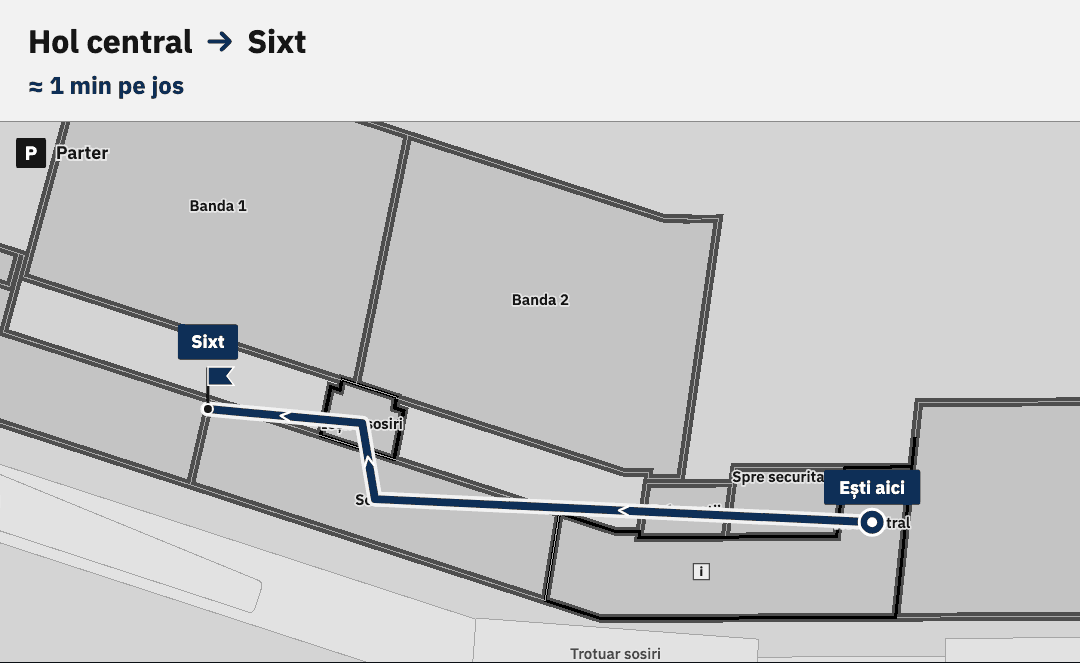 Hol central → Sixt
≈ 1 min pe jos
P Parter
Banda 1
Banda 2
Sixt
sosiri
Spre securita
Ești aici
tral
i
Trotuar sosiri